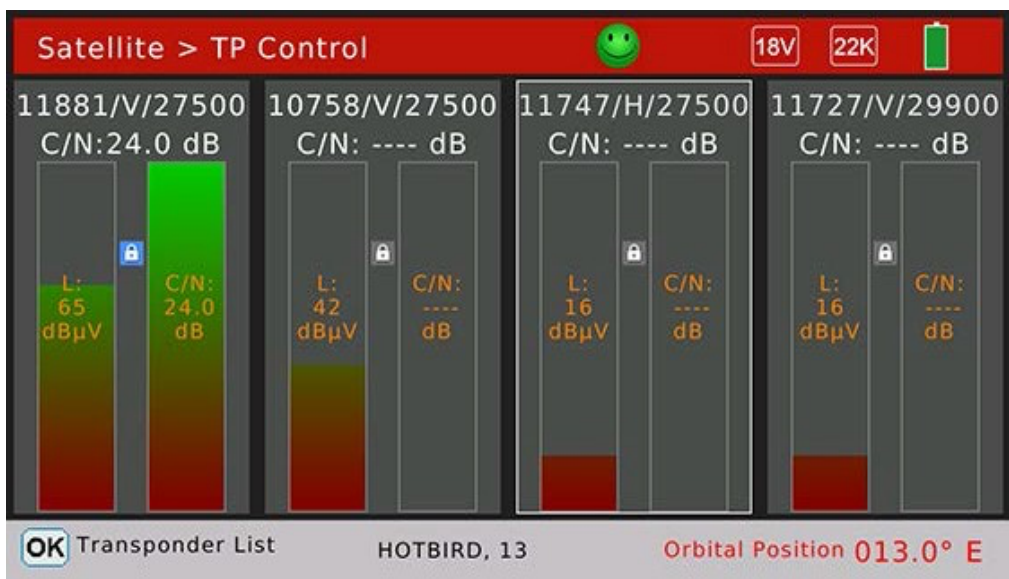 Satellite > TP Control
18V
22K
11881/V/27500
C/N:24.0 dB
L:
65
dBµV
C/N:
24.0
dB
10758/V/27500
C/N: ---- dB
L:
42
dBµV
C/N:
----
dB
11747/H/27500
C/N: ---- dB
L:
16
dBµV
C/N:
----
dB
11727/V/29900
C/N: ---- dB
L:
16
dBµV
C/N:
----
dB
OK Transponder List
HOTBIRD, 13
Orbital Position 013.0° E